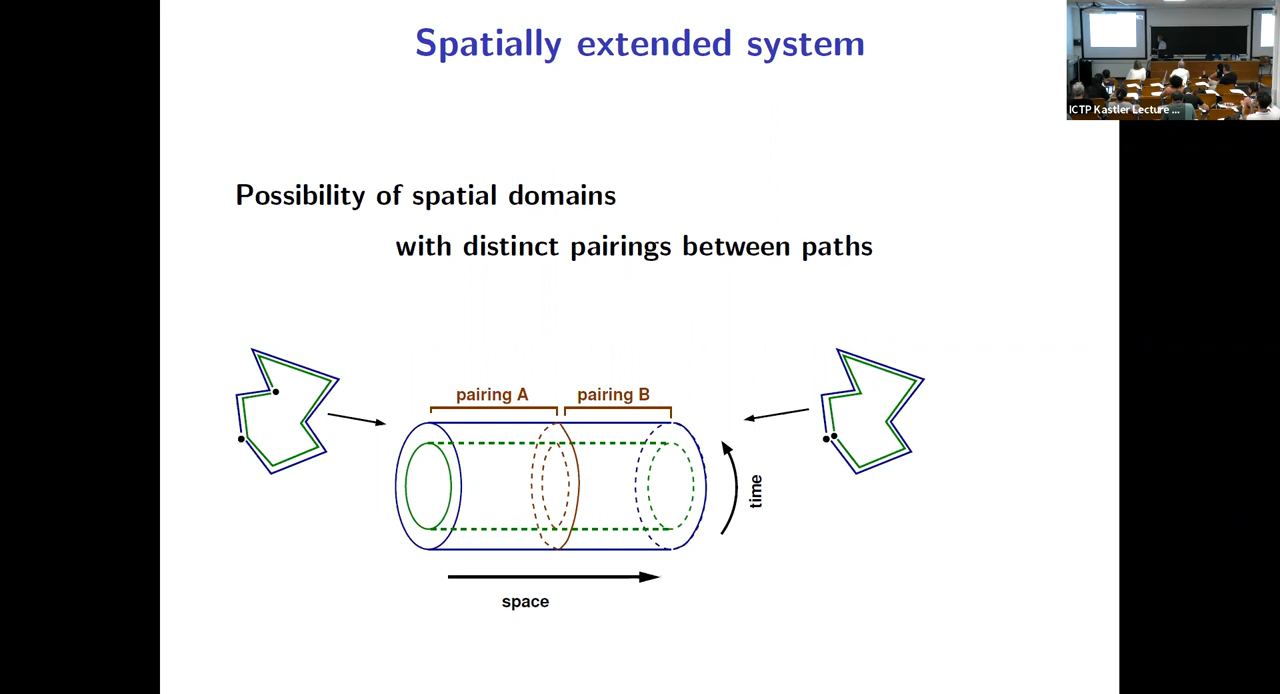 Spatially extended system
ICTP Kastler Lecture ...
Possibility of spatial domains
with distinct pairings between paths
pairing A
pairing B
time
space